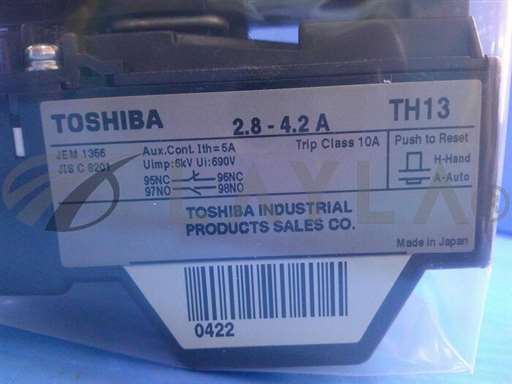 TOSHIBA 2.8-4.2 A TH13
JEM 1356
JIS C 8201
Aux.Cont. Ith=5A Trip Class 10A
Uimp:6kV Ui:690V
95NC 96NC
97NO 98NO
Push to Reset
H-Hand
A-Auto
TOSHIBA INDUSTRIAL
PRODUCTS SALES CO.
Made in Japan
0422